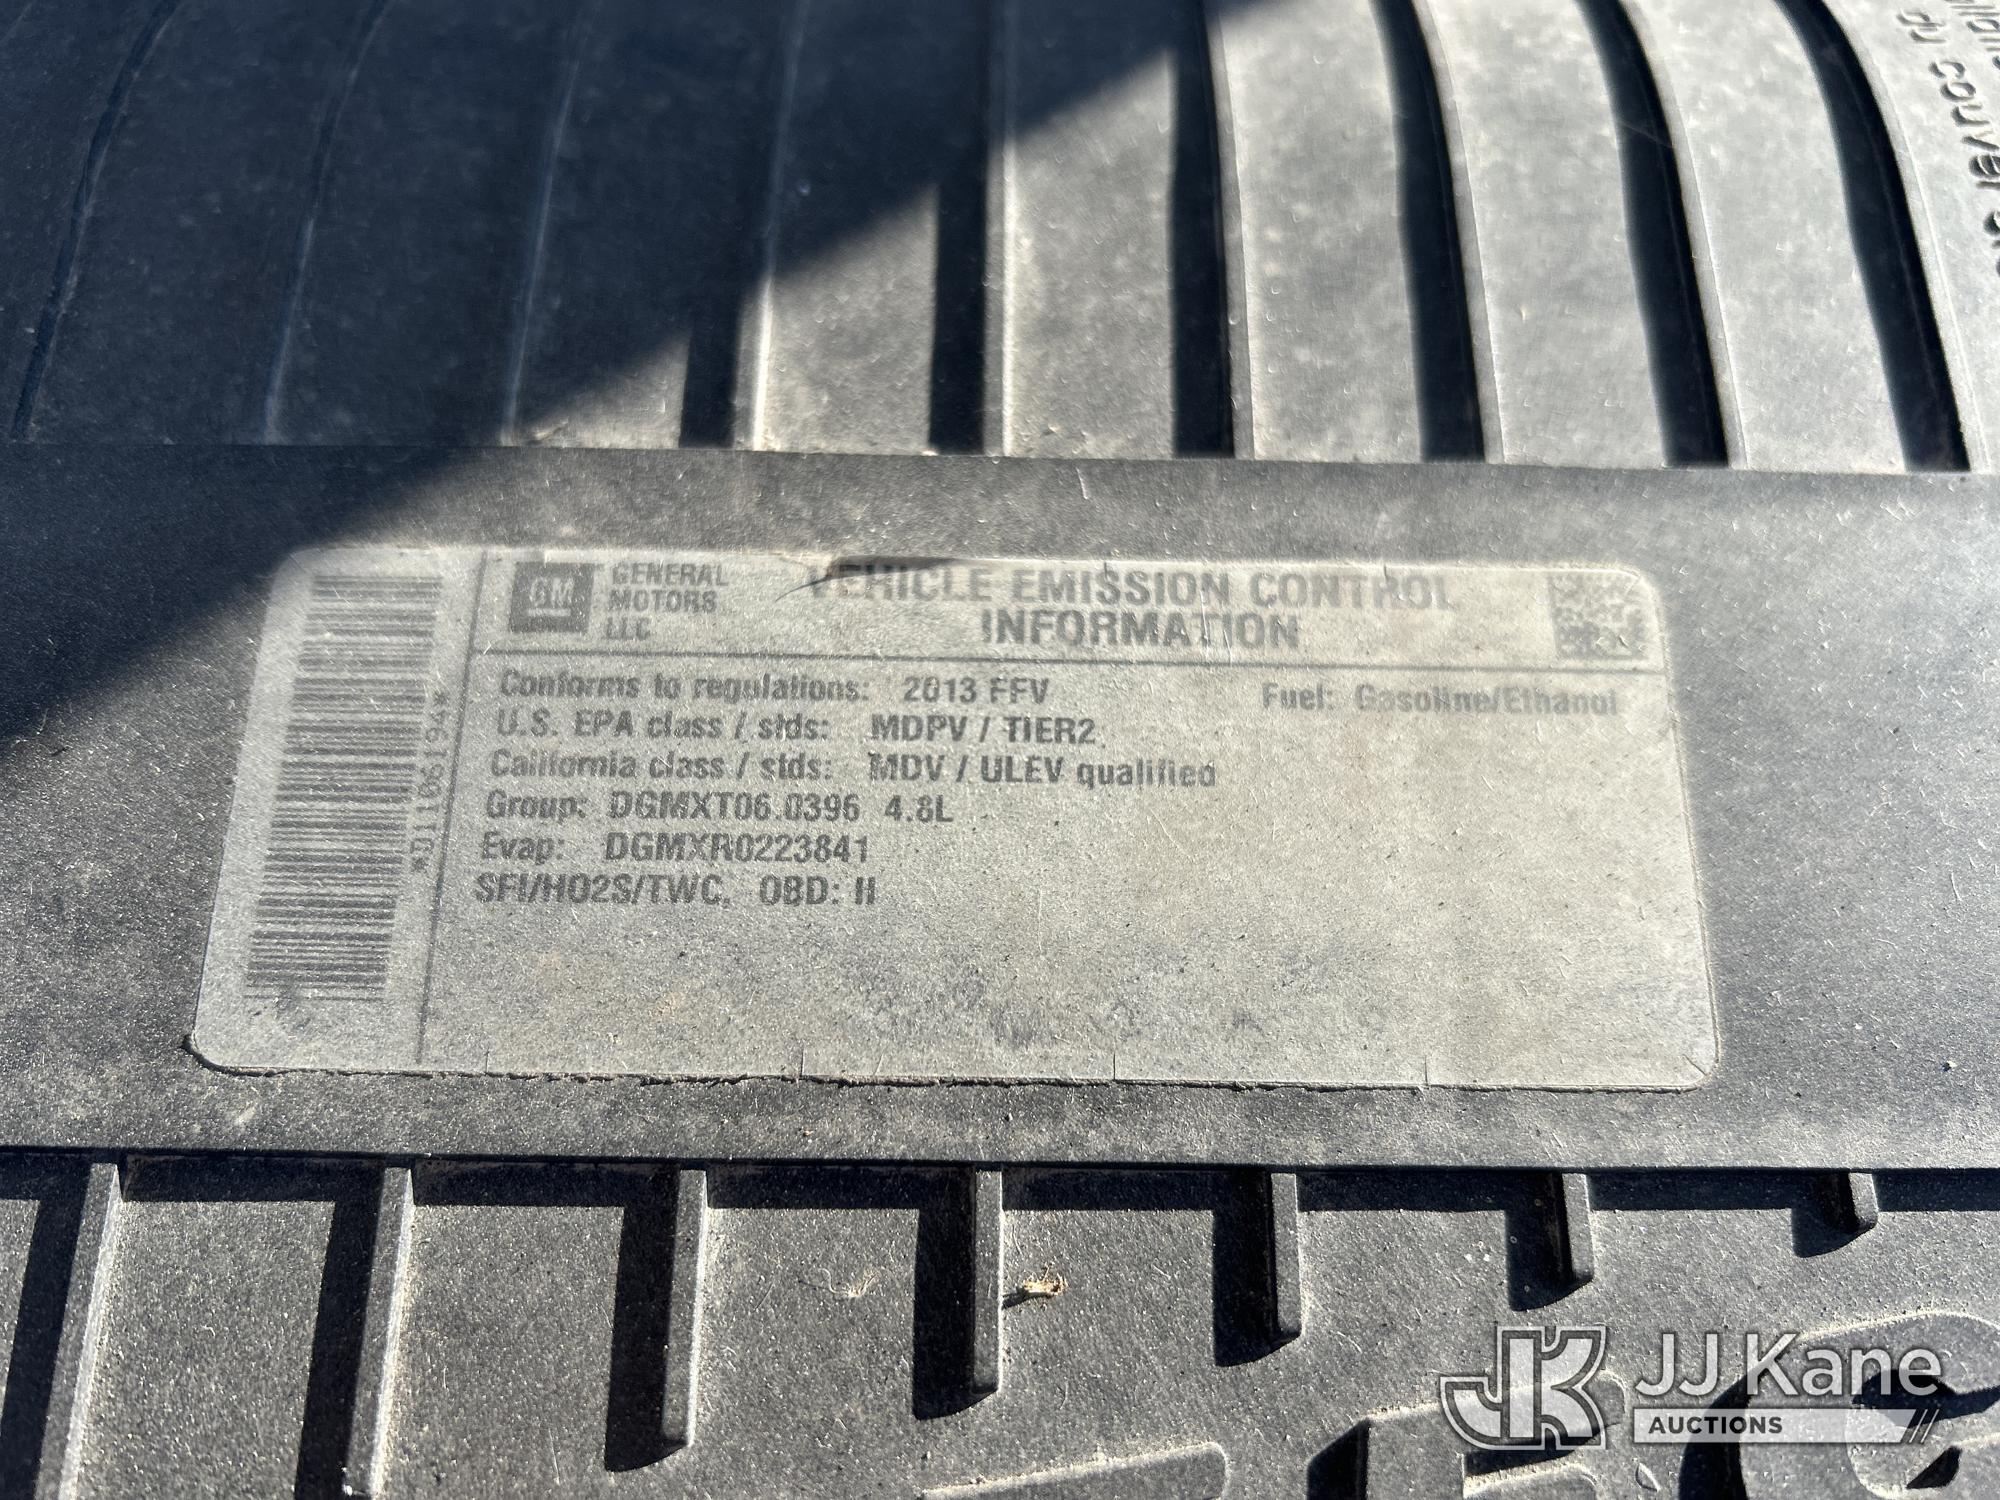 GM GENERAL MOTORS LLC
VEHICLE EMISSION CONTROL
INFORMATION
Conforms to regulations: 2013 FFV Fuel: Gasoline/Ethanol
U.S. EPA class / stds: MDPV / TIER2
California class / stds: MDV / ULEV qualified
Group: DGMXT06.0396 4.8L
Evap: DGMXR0223841
SFI/HO2S/TWC, OBD: II
*D1106194*
JJ Kane
AUCTIONS